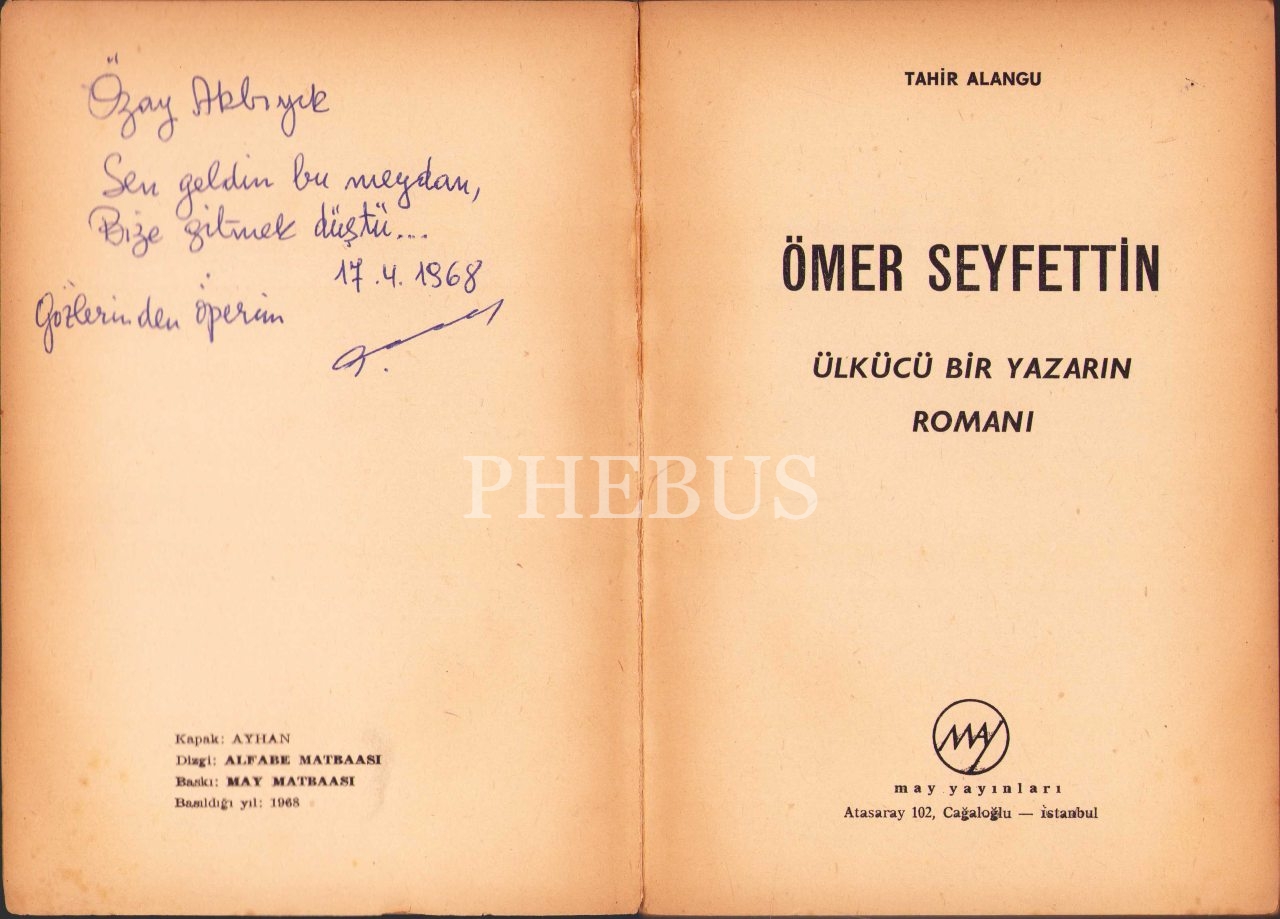 Özay Akbıyık
Sen geldin bu meydan,
Bize gitmek düştü...
17.4.1968
Gözlerinden öperim
Kapak: AYHAN
Dizgi: ALFABE MATBAASI
Baskı: MAY MATBAASI
Basıldığı yıl: 1968
TAHİR ALANGU
ÖMER SEYFETTİN
ÜLKÜCÜ BİR YAZARIN
ROMANI
MAY
may yayınları
Atasaray 102, Cağaloğlu — İstanbul
PHEBUS